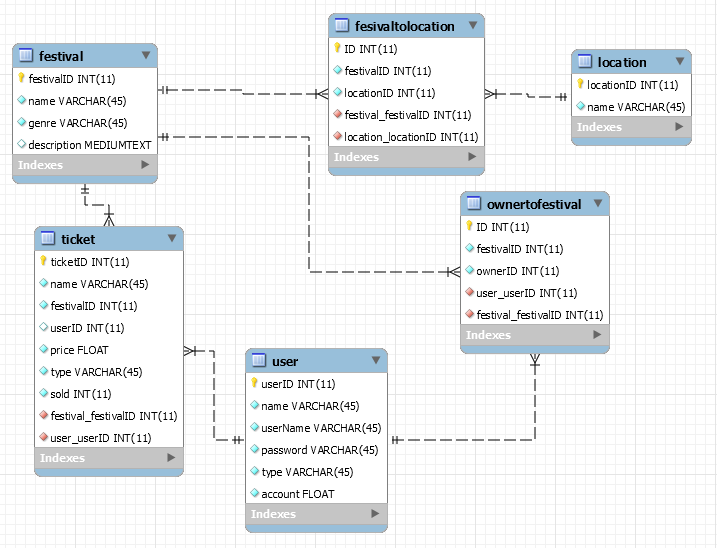 festival
festivalID INT(11)
name VARCHAR(45)
genre VARCHAR(45)
description MEDIUMTEXT
Indexes
fesivaltolocation
ID INT(11)
festivalID INT(11)
locationID INT(11)
festival_festivalID INT(11)
location_locationID INT(11)
Indexes
location
locationID INT(11)
name VARCHAR(45)
Indexes
ownertofestival
ID INT(11)
festivalID INT(11)
ownerID INT(11)
user_userID INT(11)
festival_festivalID INT(11)
Indexes
ticket
ticketID INT(11)
name VARCHAR(45)
festivalID INT(11)
userID INT(11)
price FLOAT
type VARCHAR(45)
sold INT(11)
festival_festivalID INT(11)
user_userID INT(11)
Indexes
user
userID INT(11)
name VARCHAR(45)
userName VARCHAR(45)
password VARCHAR(45)
type VARCHAR(45)
account FLOAT
Indexes